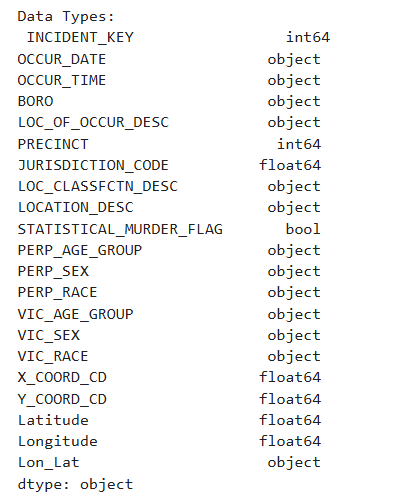 Data Types:
INCIDENT_KEY int64
OCCUR_DATE object
OCCUR_TIME object
BORO object
LOC_OF_OCCUR_DESC object
PRECINCT int64
JURISDICTION_CODE float64
LOC_CLASSFCTN_DESC object
LOCATION_DESC object
STATISTICAL_MURDER_FLAG bool
PERP_AGE_GROUP object
PERP_SEX object
PERP_RACE object
VIC_AGE_GROUP object
VIC_SEX object
VIC_RACE object
X_COORD_CD float64
Y_COORD_CD float64
Latitude float64
Longitude float64
Lon_Lat object
dtype: object